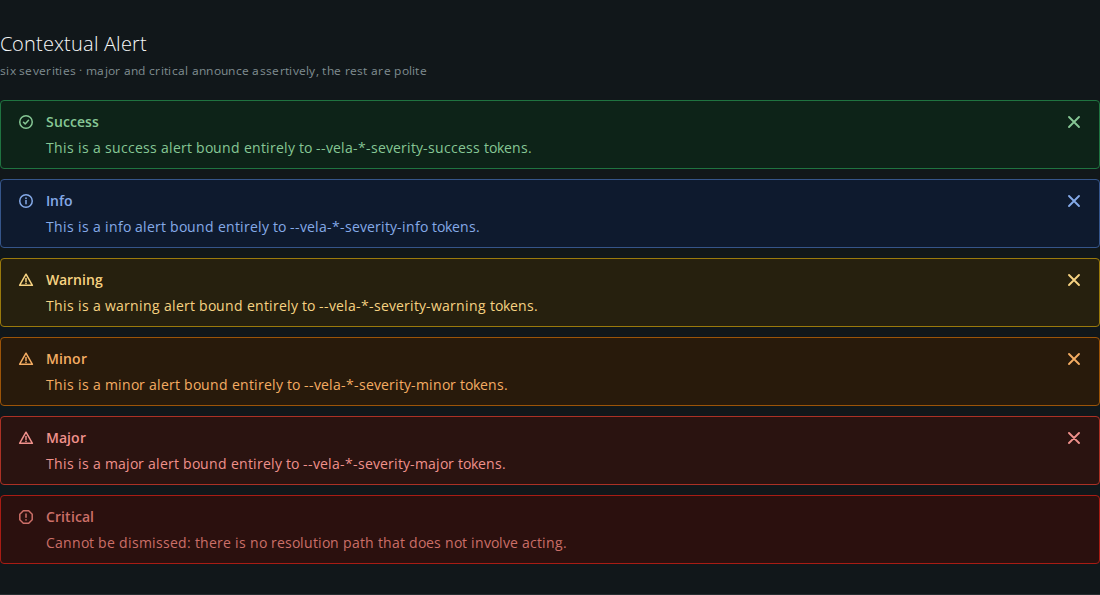 Contextual Alert
six severities · major and critical announce assertively, the rest are polite
Success
This is a success alert bound entirely to --vela-*-severity-success tokens.
Info
This is a info alert bound entirely to --vela-*-severity-info tokens.
Warning
This is a warning alert bound entirely to --vela-*-severity-warning tokens.
Minor
This is a minor alert bound entirely to --vela-*-severity-minor tokens.
Major
This is a major alert bound entirely to --vela-*-severity-major tokens.
Critical
Cannot be dismissed: there is no resolution path that does not involve acting.